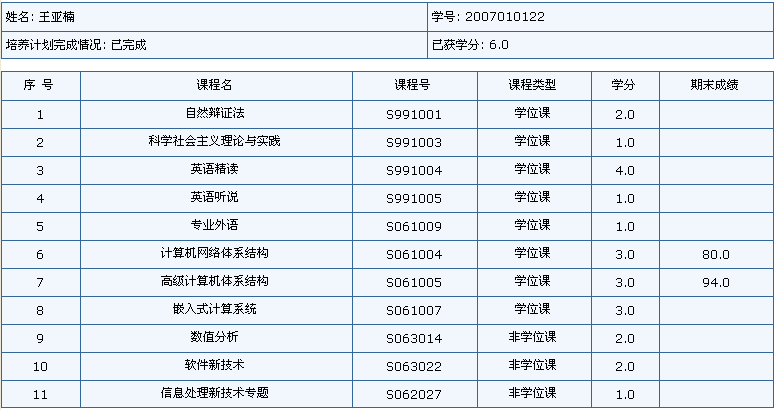 姓名: 王亚楠 学号: 2007010122
培养计划完成情况: 已完成 已获学分: 6.0
序 号 课程名 课程号 课程类型 学分 期末成绩
1 自然辩证法 S991001 学位课 2.0
2 科学社会主义理论与实践 S991003 学位课 1.0
3 英语精读 S991004 学位课 4.0
4 英语听说 S991005 学位课 1.0
5 专业外语 S061009 学位课 1.0
6 计算机网络体系结构 S061004 学位课 3.0 80.0
7 高级计算机体系结构 S061005 学位课 3.0 94.0
8 嵌入式计算系统 S061007 学位课 3.0
9 数值分析 S063014 非学位课 2.0
10 软件新技术 S063022 非学位课 2.0
11 信息处理新技术专题 S062027 非学位课 1.0